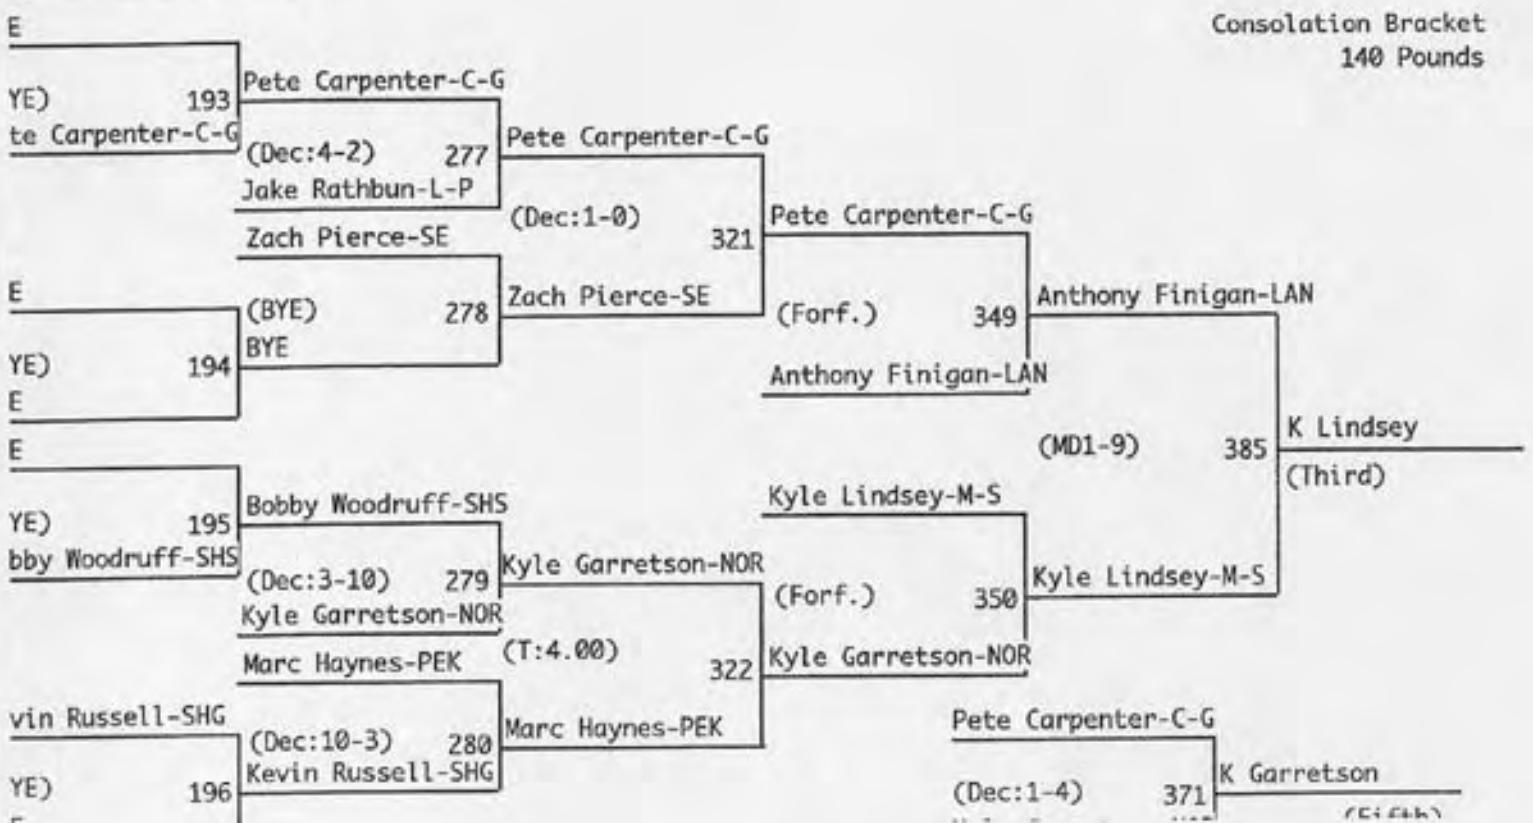 Consolation Bracket
140 Pounds
E
YE)
193
te Carpenter-C-G
Pete Carpenter-C-G
(Dec:4-2)
277
Jake Rathbun-L-P
Pete Carpenter-C-G
(Dec:1-0)
321
Zach Pierce-SE
E
(BYE)
278
Zach Pierce-SE
YE)
194
BYE
E
Pete Carpenter-C-G
(Forf.)
349
Anthony Finigan-LAN
Anthony Finigan-LAN
(MD1-9)
385
K Lindsey
(Third)
E
YE)
195
bby Woodruff-SHS
Bobby Woodruff-SHS
(Dec:3-10)
279
Kyle Garretson-NOR
Kyle Garretson-NOR
(T:4.00)
322
Marc Haynes-PEK
vin Russell-SHG
(Dec:10-3)
280
Marc Haynes-PEK
YE)
196
Kevin Russell-SHG
Kyle Lindsey-M-S
(Forf.)
350
Kyle Lindsey-M-S
Kyle Garretson-NOR
Pete Carpenter-C-G
(Dec:1-4)
371
K Garretson
(Fifth)